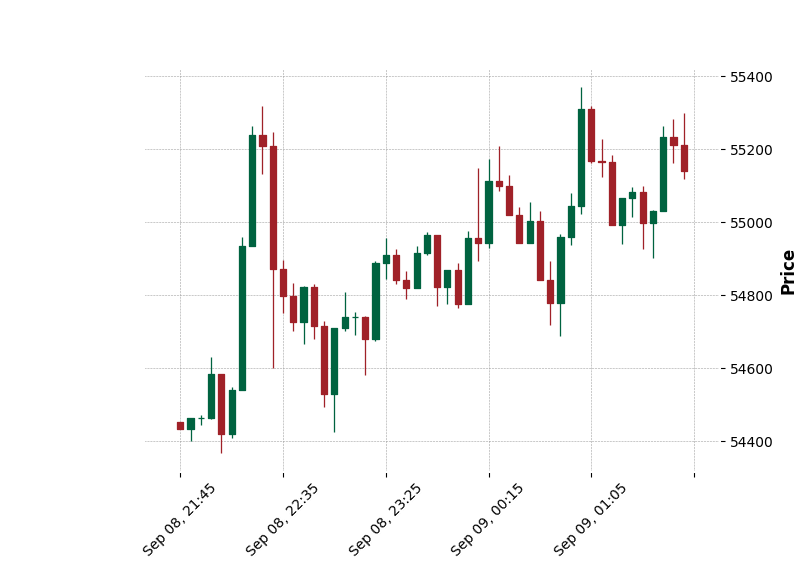 55400
55200
55000
54800
54600
54400
Price
Sep 08, 21:45
Sep 08, 22:35
Sep 08, 23:25
Sep 09, 00:15
Sep 09, 01:05